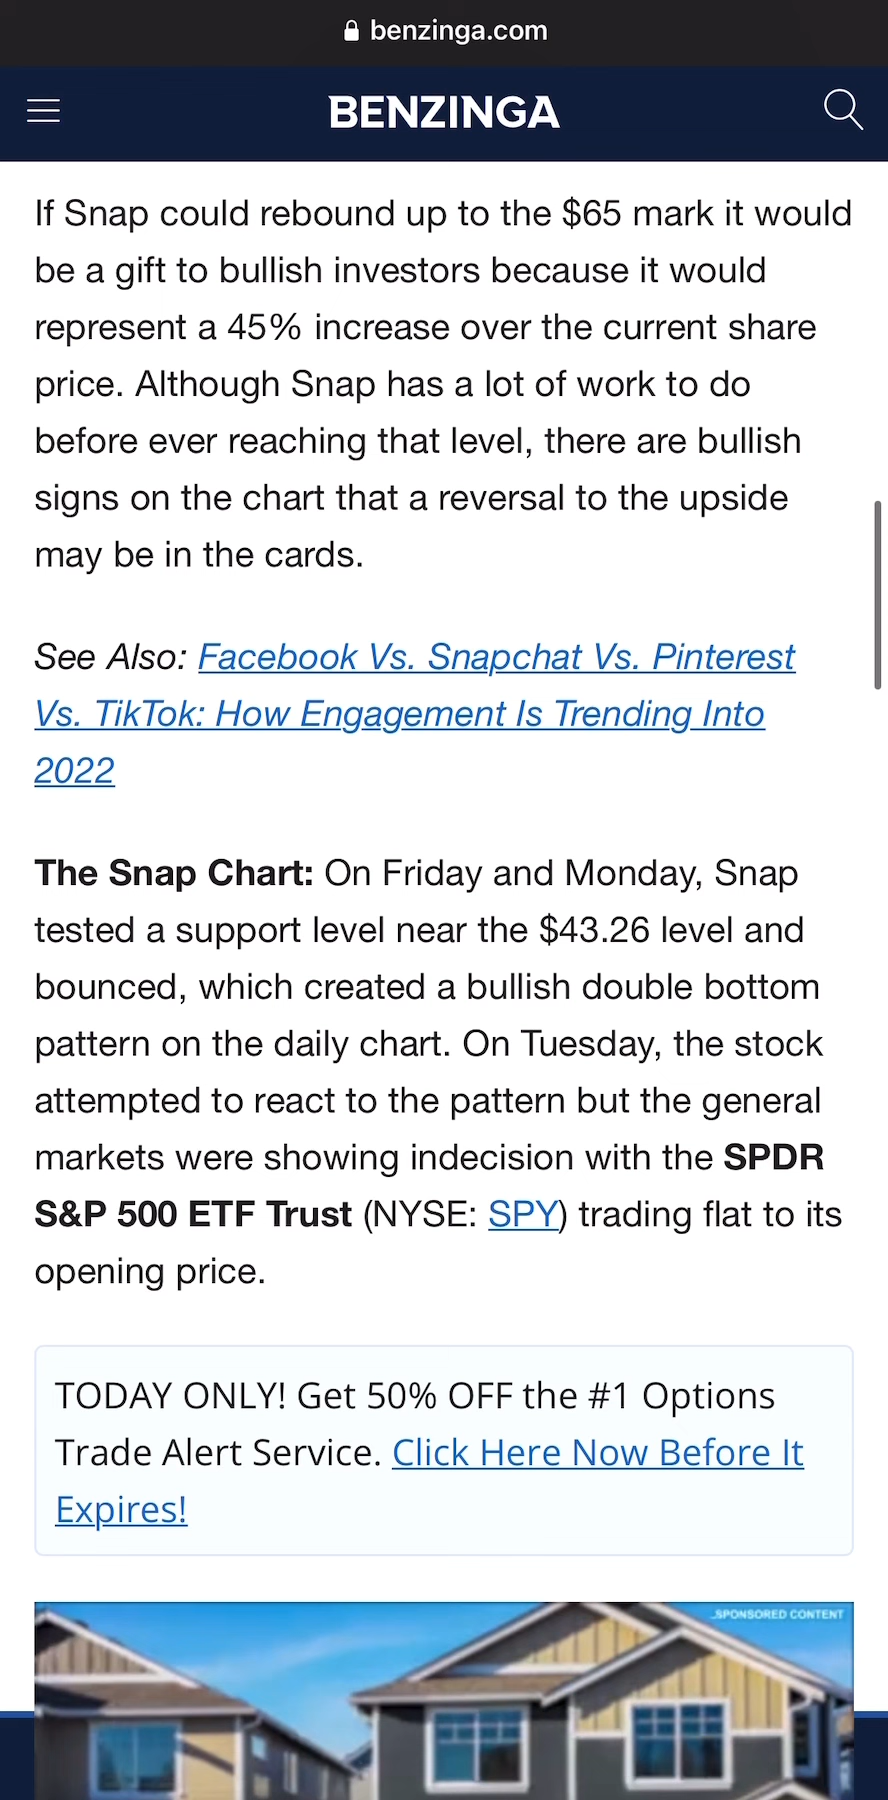 benzinga.com
BENZINGA
If Snap could rebound up to the $65 mark it would
be a gift to bullish investors because it would
represent a 45% increase over the current share
price. Although Snap has a lot of work to do
before ever reaching that level, there are bullish
signs on the chart that a reversal to the upside
may be in the cards.
See Also: Facebook Vs. Snapchat Vs. Pinterest
Vs. TikTok: How Engagement Is Trending Into
2022
The Snap Chart: On Friday and Monday, Snap
tested a support level near the $43.26 level and
bounced, which created a bullish double bottom
pattern on the daily chart. On Tuesday, the stock
attempted to react to the pattern but the general
markets were showing indecision with the SPDR
S&P 500 ETF Trust (NYSE: SPY) trading flat to its
opening price.
TODAY ONLY! Get 50% OFF the #1 Options
Trade Alert Service. Click Here Now Before It
Expires!
SPONSORED CONTENT